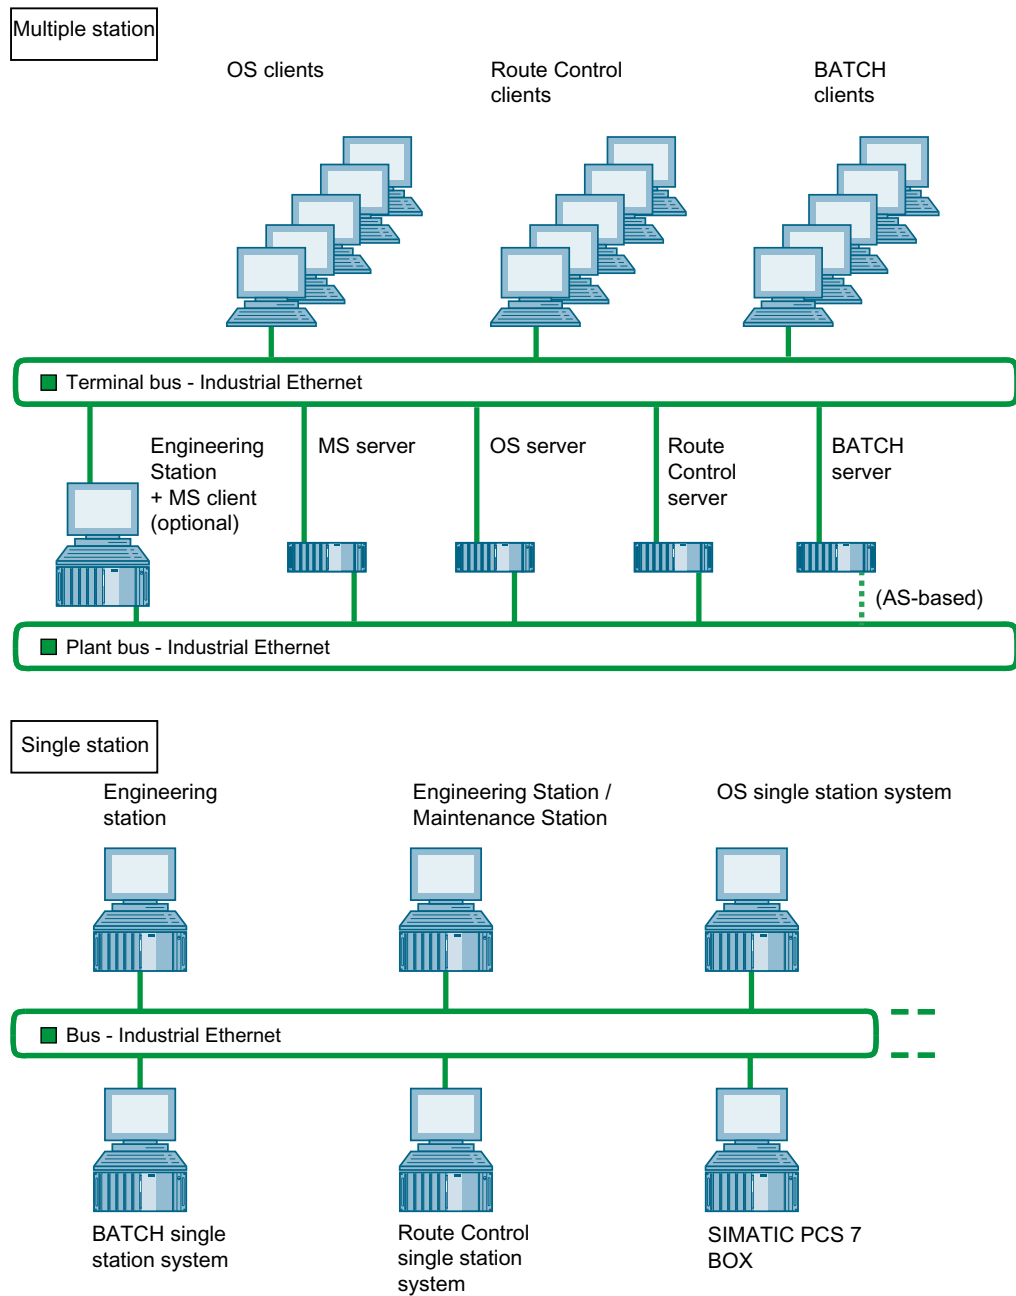 Multiple station
OS clients
Route Control
clients
BATCH
clients
Terminal bus - Industrial Ethernet
Engineering
Station
+ MS client
(optional)
MS server
OS server
Route
Control
server
BATCH
server
(AS-based)
Plant bus - Industrial Ethernet
Single station
Engineering
station
Engineering Station /
Maintenance Station
OS single station system
Bus - Industrial Ethernet
BATCH single
station system
Route Control
single station
system
SIMATIC PCS 7
BOX